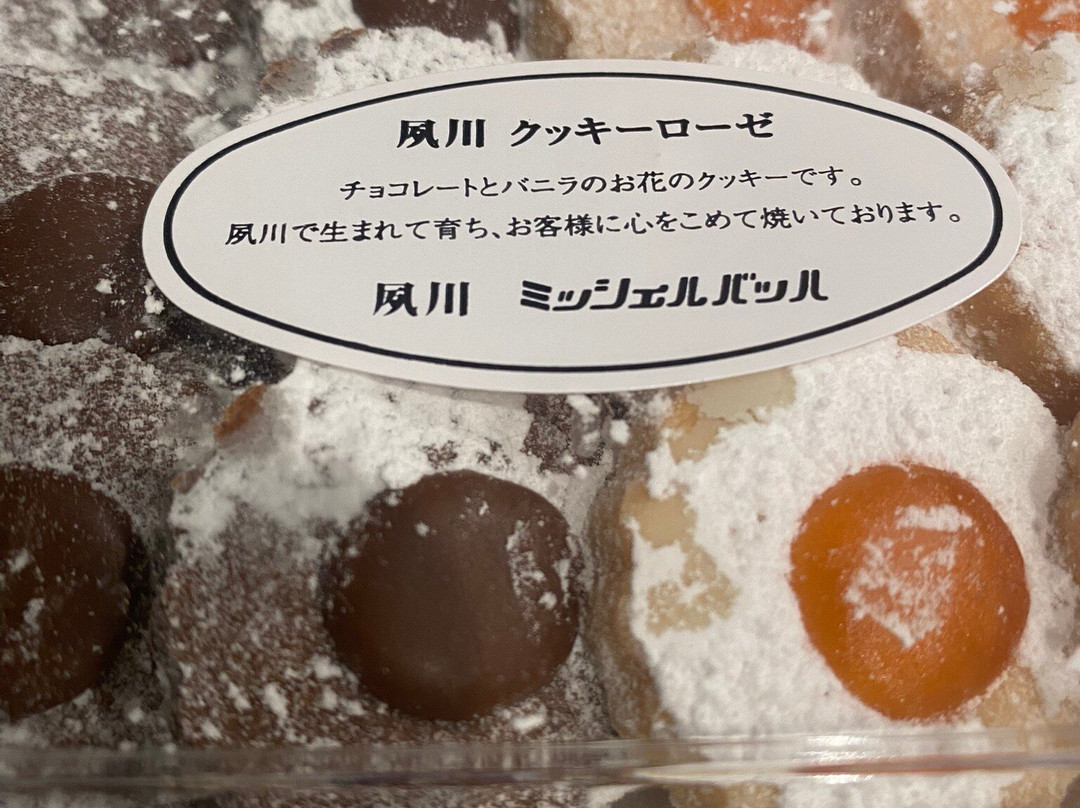 夙川 クッキーローゼ
チョコレートとバニラのお花のクッキーです。
夙川で生まれて育ち、お客様に心をこめて焼いております。
夙川 ミッシェルバッハ